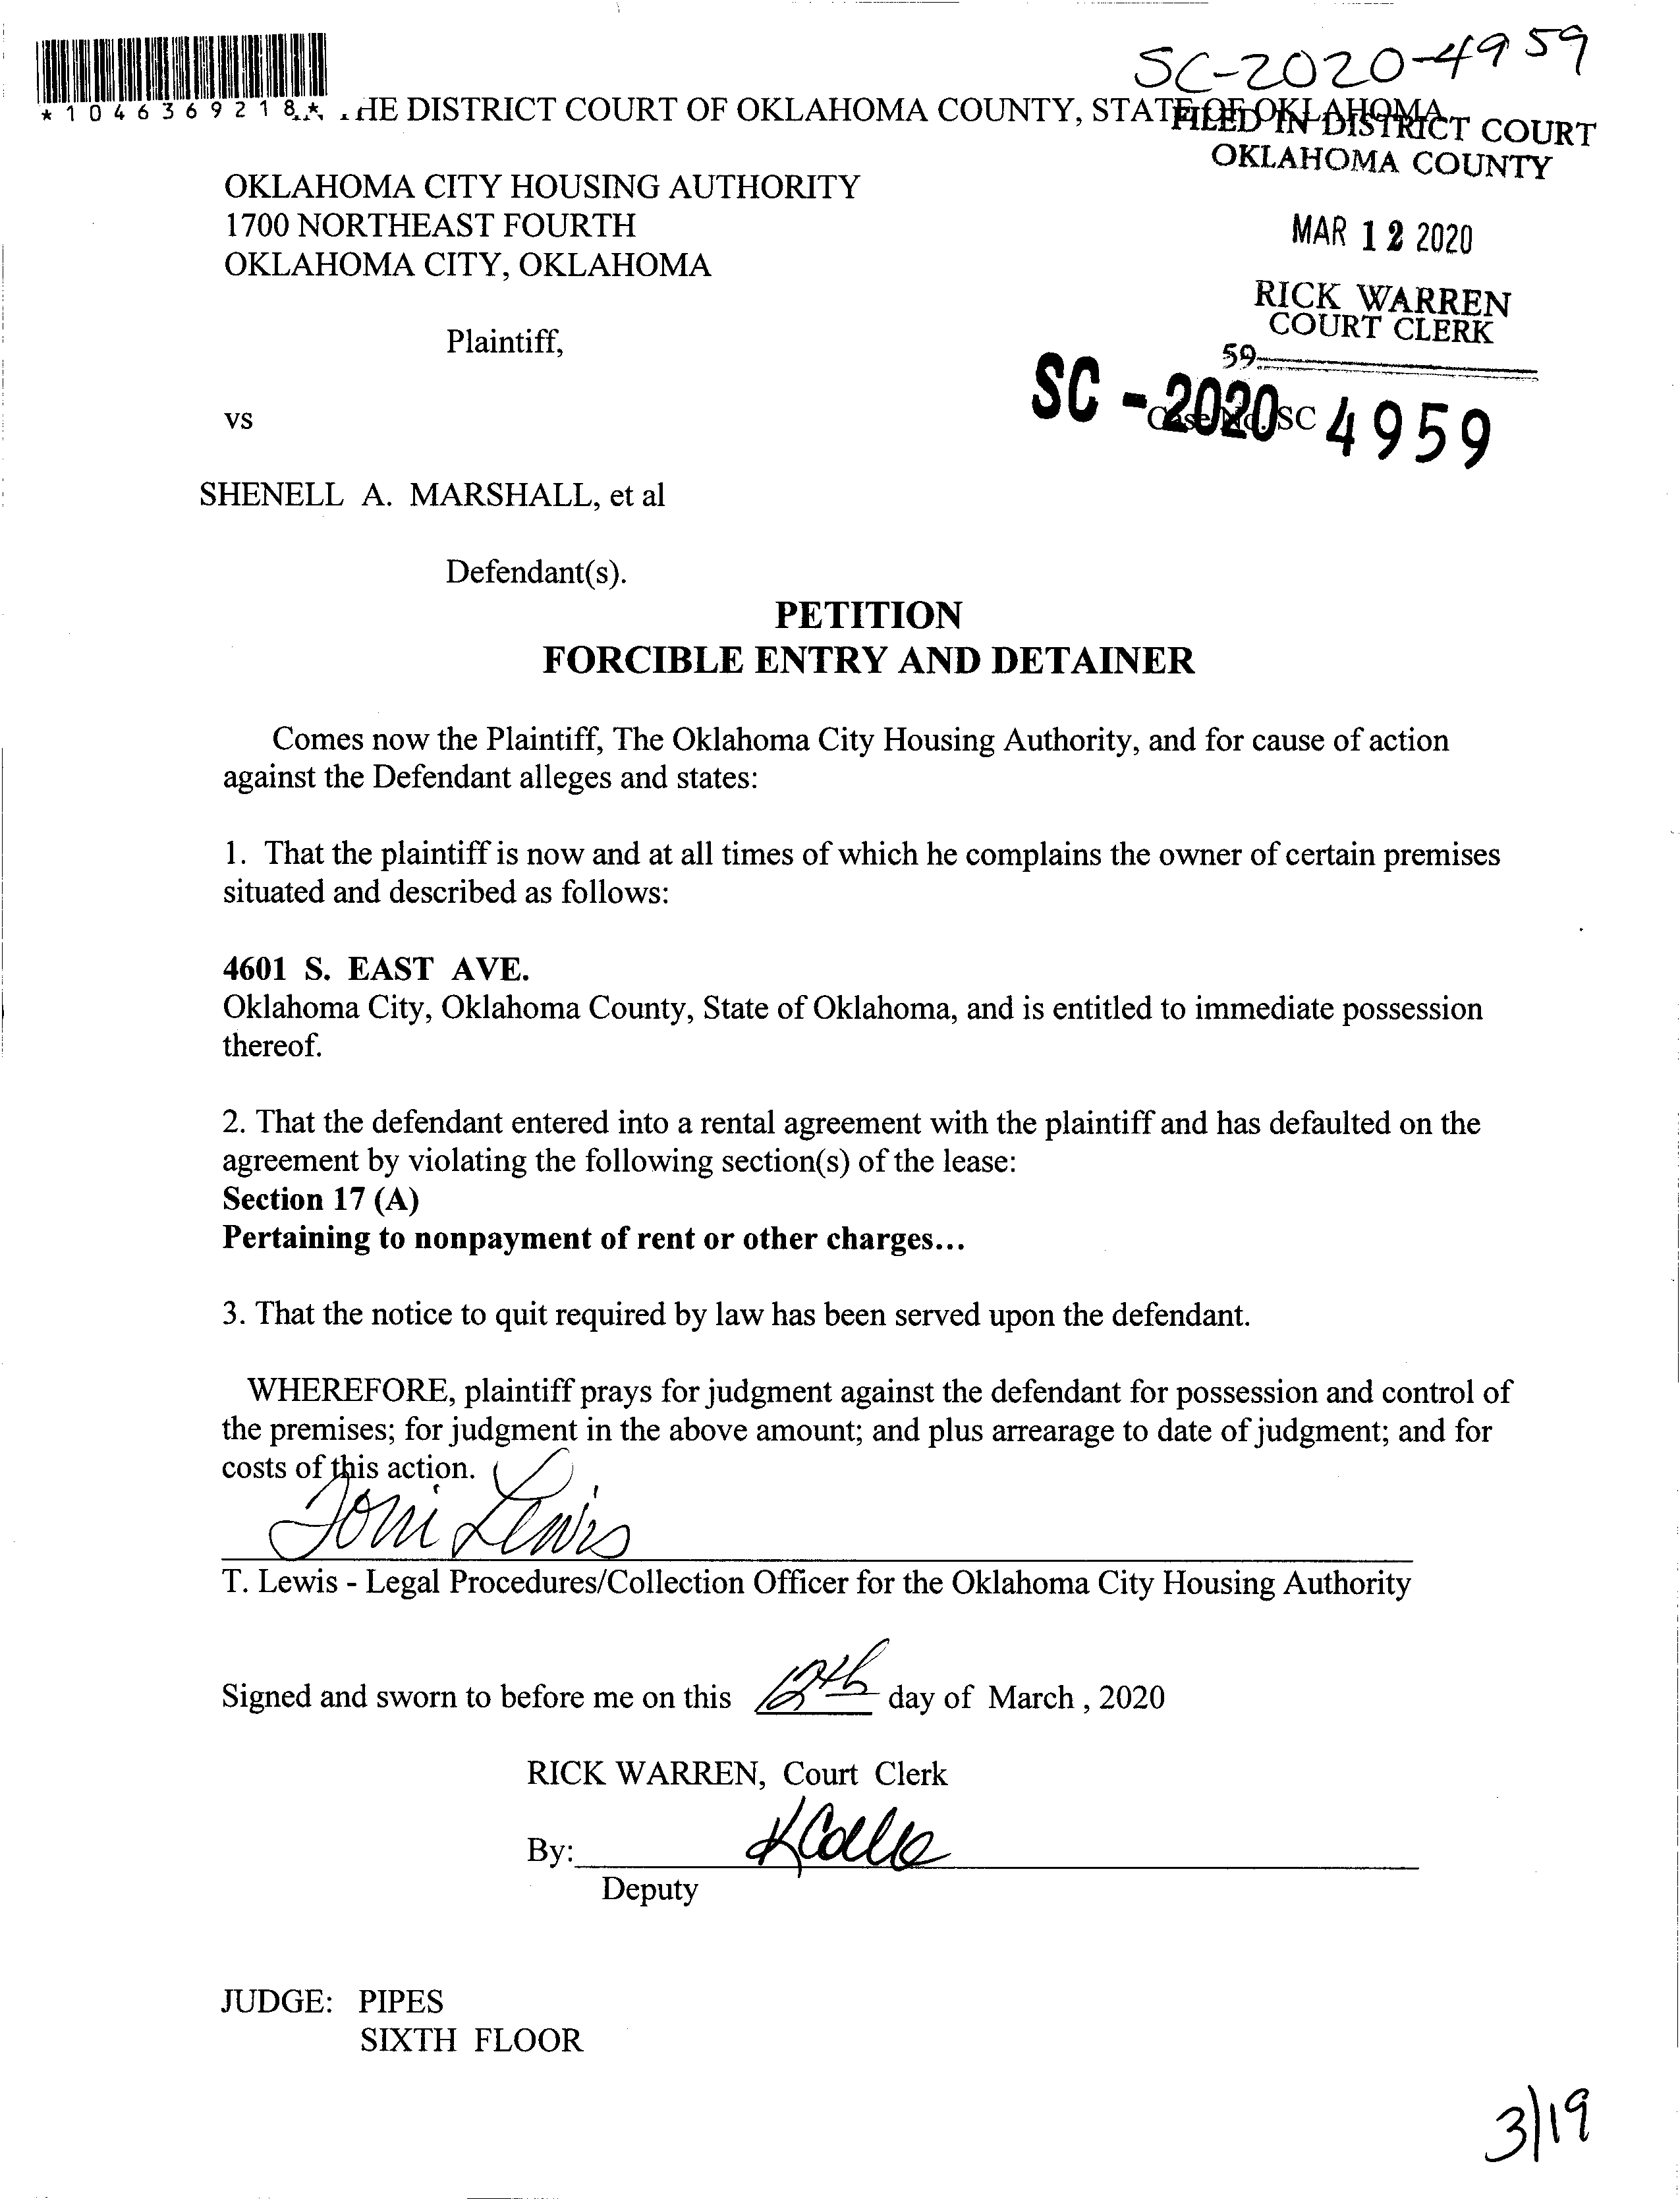 SC-2020-4959
*1046369218*
HE DISTRICT COURT OF OKLAHOMA COUNTY, STATE OF OKLAHOMA
FILED IN DISTRICT COURT
OKLAHOMA COUNTY
OKLAHOMA CITY HOUSING AUTHORITY
1700 NORTHEAST FOURTH
OKLAHOMA CITY, OKLAHOMA
MAR 12 2020
RICK WARREN
COURT CLERK
59
Plaintiff,
SC - 2020 4959
Case No. SC
vs
SHENELL A. MARSHALL, et al
Defendant(s).
PETITION
FORCIBLE ENTRY AND DETAINER
Comes now the Plaintiff, The Oklahoma City Housing Authority, and for cause of action
against the Defendant alleges and states:
1. That the plaintiff is now and at all times of which he complains the owner of certain premises
situated and described as follows:
4601 S. EAST AVE.
Oklahoma City, Oklahoma County, State of Oklahoma, and is entitled to immediate possession
thereof.
2. That the defendant entered into a rental agreement with the plaintiff and has defaulted on the
agreement by violating the following section(s) of the lease:
Section 17 (A)
Pertaining to nonpayment of rent or other charges...
3. That the notice to quit required by law has been served upon the defendant.
WHEREFORE, plaintiff prays for judgment against the defendant for possession and control of
the premises; for judgment in the above amount; and plus arrearage to date of judgment; and for
costs of this action.
Toni Lewis
T. Lewis - Legal Procedures/Collection Officer for the Oklahoma City Housing Authority
Signed and sworn to before me on this 12th day of March , 2020
RICK WARREN, Court Clerk
By:
Deputy
JUDGE: PIPES
SIXTH FLOOR
3/19